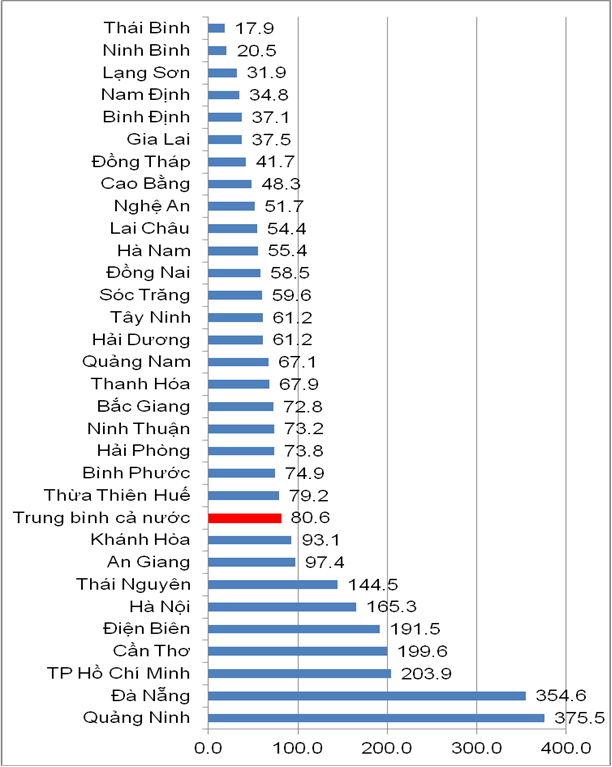 Thái Bình 17.9
Ninh Bình 20.5
Lạng Sơn 31.9
Nam Định 34.8
Bình Định 37.1
Gia Lai 37.5
Đồng Tháp 41.7
Cao Bằng 48.3
Nghệ An 51.7
Lai Châu 54.4
Hà Nam 55.4
Đồng Nai 58.5
Sóc Trăng 59.6
Tây Ninh 61.2
Hải Dương 61.2
Quảng Nam 67.1
Thanh Hóa 67.9
Bắc Giang 72.8
Ninh Thuận 73.2
Hải Phòng 73.8
Bình Phước 74.9
Thừa Thiên Huế 79.2
Trung bình cả nước 80.6
Khánh Hòa 93.1
An Giang 97.4
Thái Nguyên 144.5
Hà Nội 165.3
Điện Biên 191.5
Cần Thơ 199.6
TP Hồ Chí Minh 203.9
Đà Nẵng 354.6
Quảng Ninh 375.5
0.0 100.0 200.0 300.0 400.0